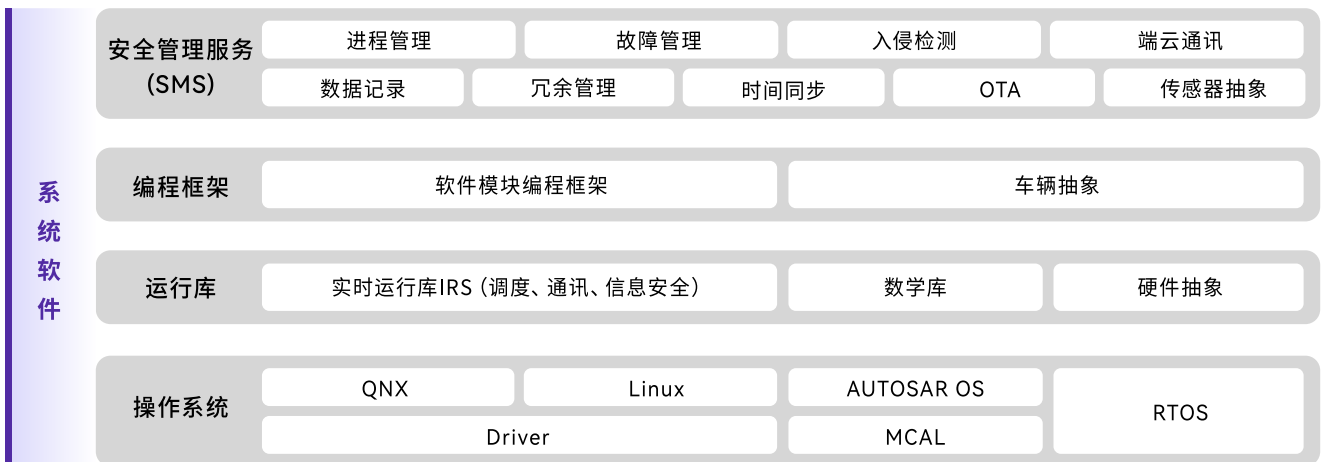 系统软件
安全管理服务
(SMS)
进程管理
故障管理
入侵检测
端云通讯
数据记录
冗余管理
时间同步
OTA
传感器抽象
编程框架
软件模块编程框架
车辆抽象
运行库
实时运行库IRS（调度、通讯、信息安全）
数学库
硬件抽象
操作系统
QNX
Linux
AUTOSAR OS
RTOS
Driver
MCAL